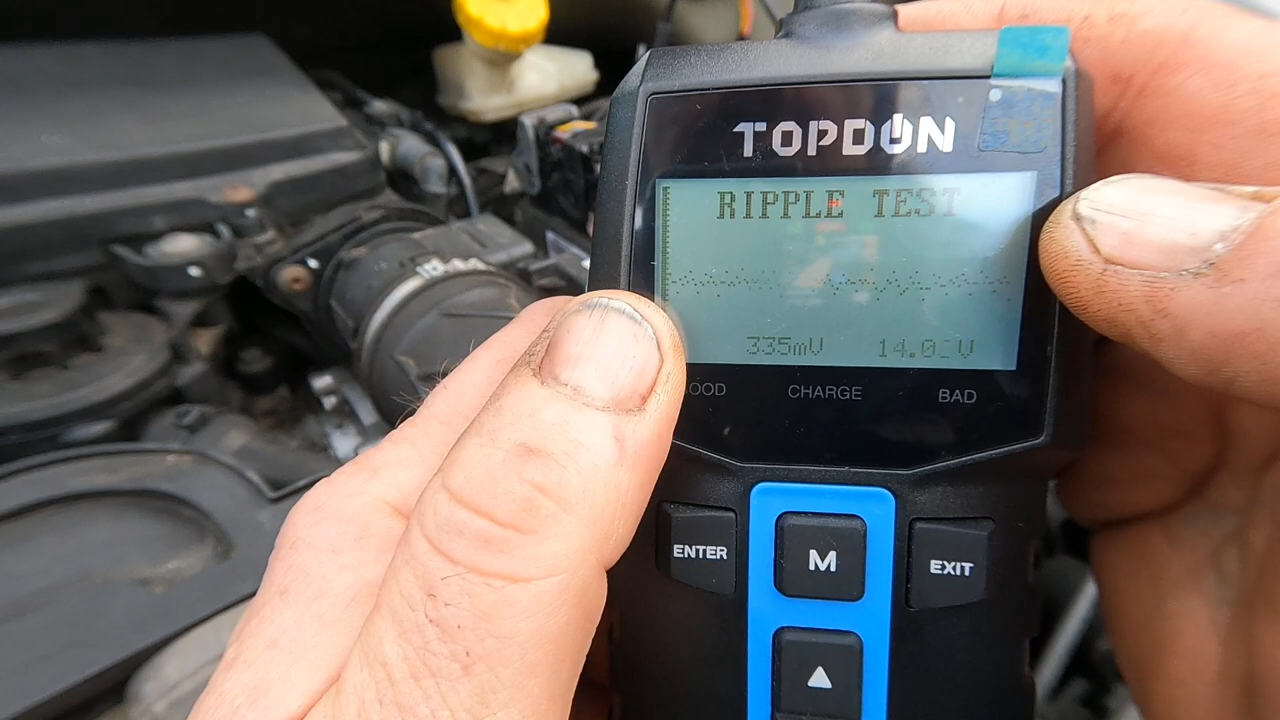 TOPDON
RIPPLE TEST
335mV
CHARGE BAD
ENTER M EXIT